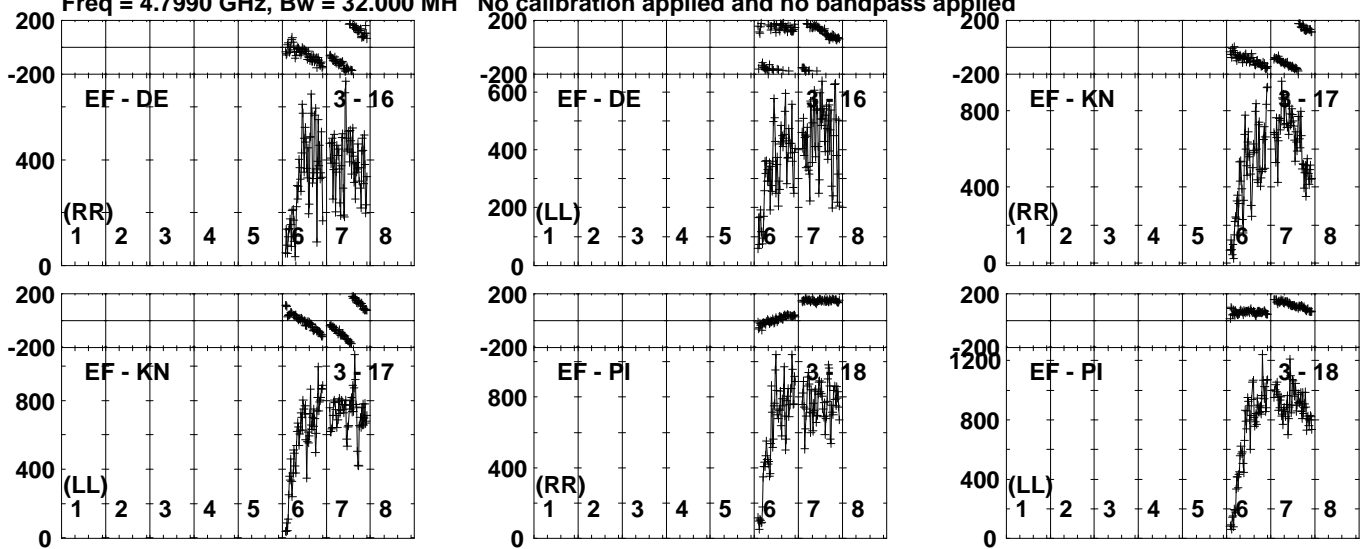 Freq = 4.7990 GHz, Bw = 32.000 MH No calibration applied and no bandpass applied
200
-200
EF - DE 3 - 16
400
(RR)
1 2 3 4 5 6 7 8
0
200
-200
600
EF - DE 3 - 16
400
200
(LL)
1 2 3 4 5 6 7 8
0
200
-200
EF - KN 3 - 17
800
400
(RR)
1 2 3 4 5 6 7 8
0
200
-200
EF - KN 3 - 17
800
400
(LL)
1 2 3 4 5 6 7 8
0
200
-200
EF - PI 3 - 18
800
400
(RR)
1 2 3 4 5 6 7 8
0
200
-200
1200
EF - PI 3 - 18
800
400
(LL)
1 2 3 4 5 6 7 8
0